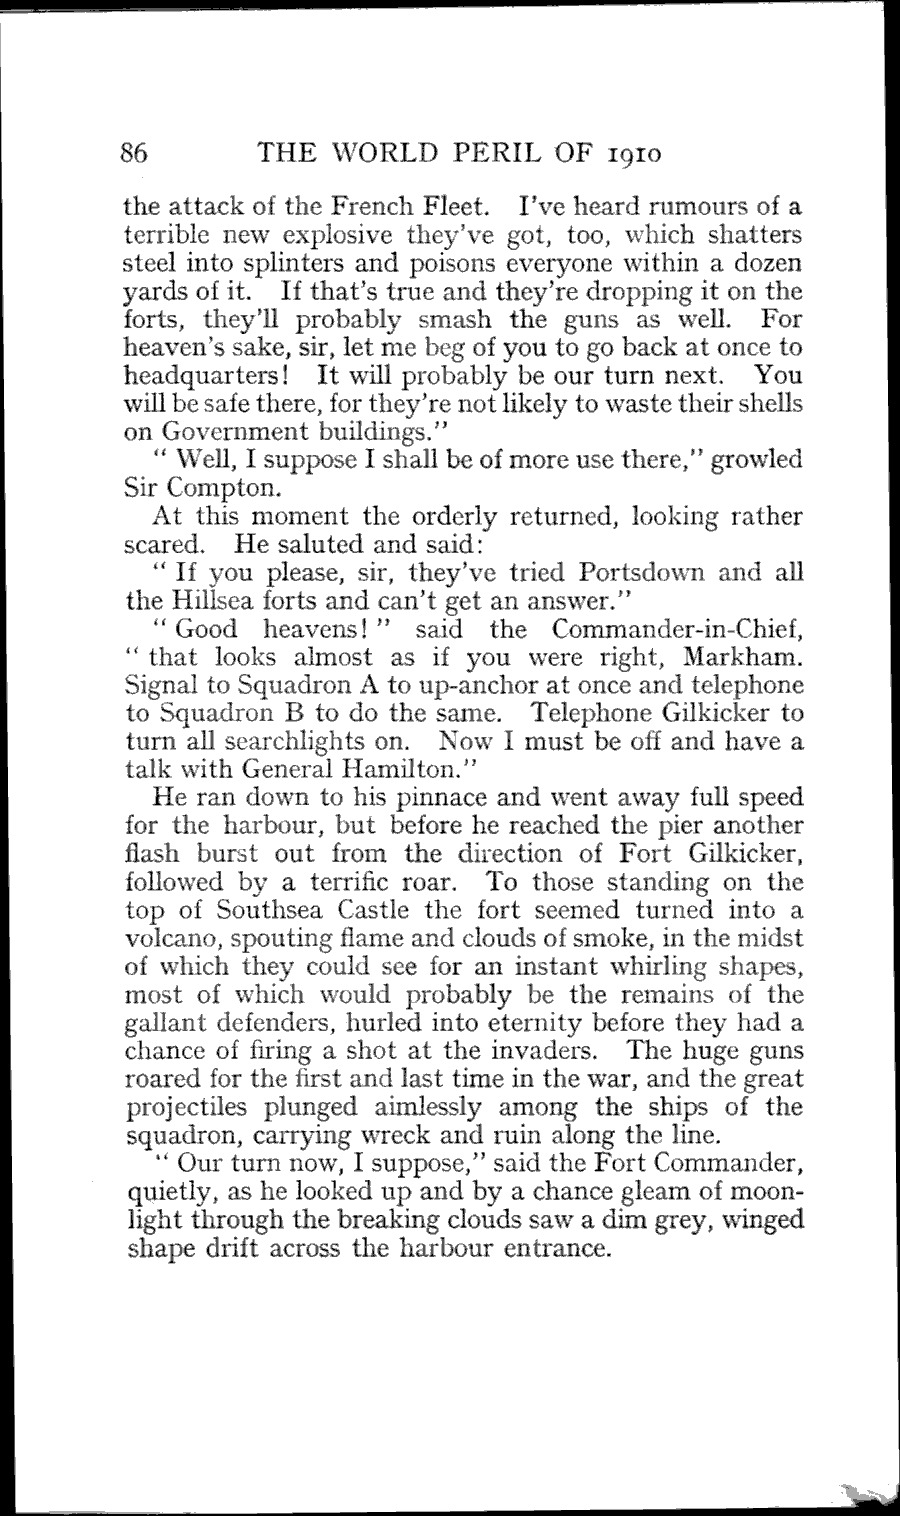 86 THE WORLD PERIL OF 1910
the attack of the French Fleet. I've heard rumours of a
terrible new explosive they've got, too, which shatters
steel into splinters and poisons everyone within a dozen
yards of it. If that's true and they're dropping it on the
forts, they'll probably smash the guns as well. For
heaven's sake, sir, let me beg of you to go back at once to
headquarters! It will probably be our turn next. You
will be safe there, for they're not likely to waste their shells
on Government buildings."
" Well, I suppose I shall be of more use there," growled
Sir Compton.
At this moment the orderly returned, looking rather
scared. He saluted and said:
" If you please, sir, they've tried Portsdown and all
the Hillsea forts and can't get an answer."
" Good heavens! " said the Commander-in-Chief,
" that looks almost as if you were right, Markham.
Signal to Squadron A to up-anchor at once and telephone
to Squadron B to do the same. Telephone Gilkicker to
turn all searchlights on. Now I must be off and have a
talk with General Hamilton."
He ran down to his pinnace and went away full speed
for the harbour, but before he reached the pier another
flash burst out from the direction of Fort Gilkicker,
followed by a terrific roar. To those standing on the
top of Southsea Castle the fort seemed turned into a
volcano, spouting flame and clouds of smoke, in the midst
of which they could see for an instant whirling shapes,
most of which would probably be the remains of the
gallant defenders, hurled into eternity before they had a
chance of firing a shot at the invaders. The huge guns
roared for the first and last time in the war, and the great
projectiles plunged aimlessly among the ships of the
squadron, carrying wreck and ruin along the line.
" Our turn now, I suppose," said the Fort Commander,
quietly, as he looked up and by a chance gleam of moon-
light through the breaking clouds saw a dim grey, winged
shape drift across the harbour entrance.